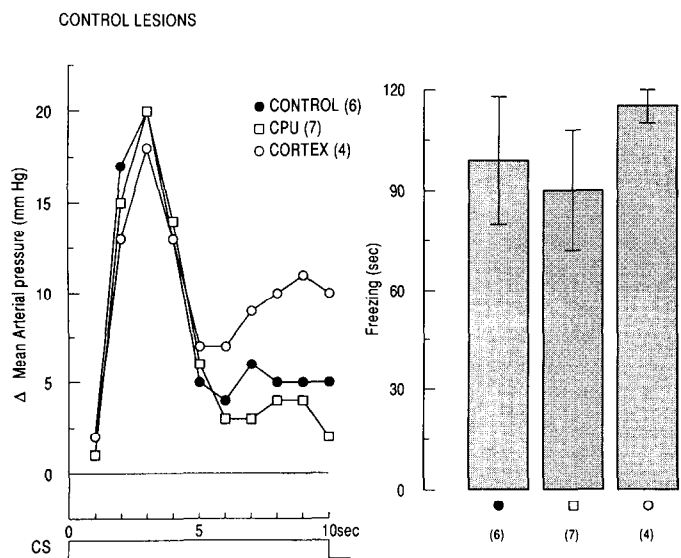 CONTROL LESIONS
20
15
10
5
0
Δ Mean Arterial pressure (mm Hg)
CONTROL (6)
CPU (7)
CORTEX (4)
0
5
10sec
CS
120
90
60
30
0
Freezing (sec)
(6)
(7)
(4)